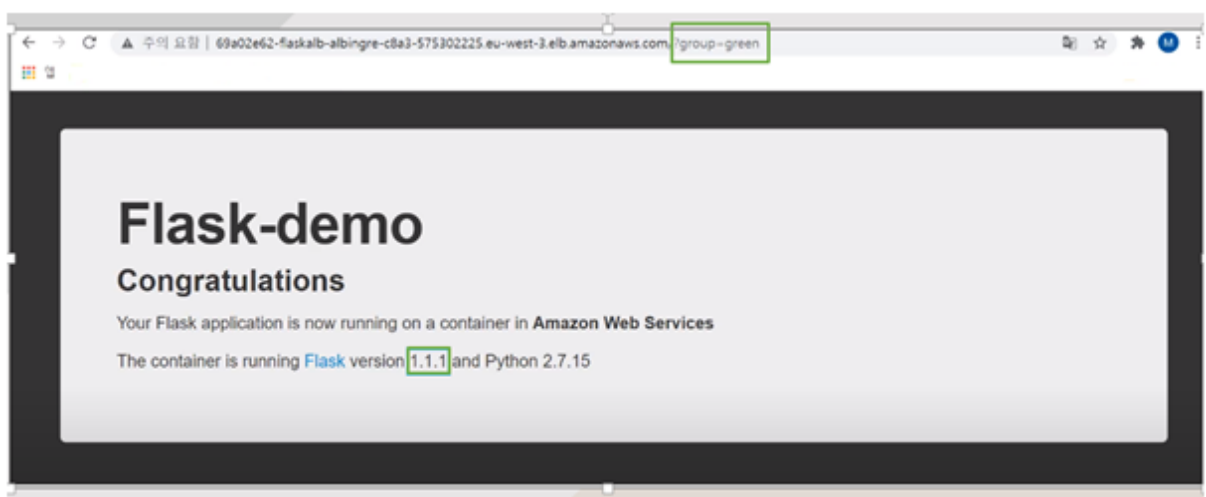 주의 요함 | 69a02e62-flaskalb-albingre-c8a3-575302225.eu-west-3.elb.amazonaws.com/?group=green
M
앱
Flask-demo
Congratulations
Your Flask application is now running on a container in Amazon Web Services
The container is running Flask version 1.1.1 and Python 2.7.15